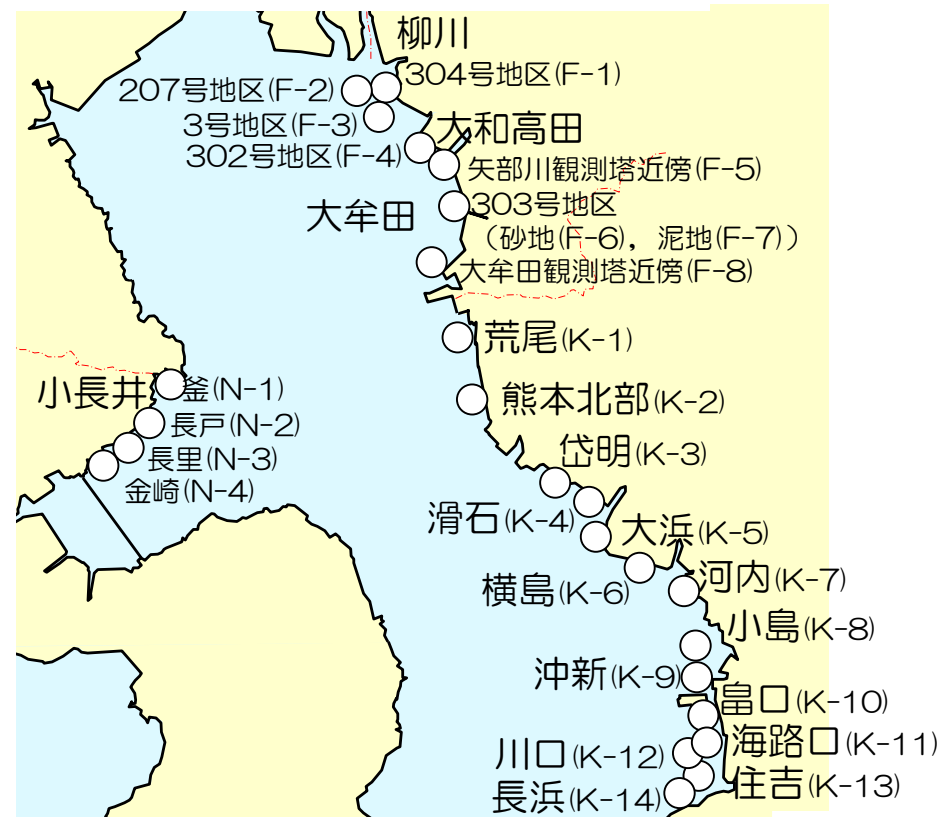 柳川
304号地区(F-1)
207号地区(F-2)
3号地区(F-3)
大和高田
302号地区(F-4)
矢部川観測塔近傍(F-5)
大牟田
303号地区
(砂地(F-6), 泥地(F-7))
大牟田観測塔近傍(F-8)
荒尾(K-1)
小長井
釜(N-1)
熊本北部(K-2)
長戸(N-2)
長里(N-3)
金崎(N-4)
岱明(K-3)
滑石(K-4)
大浜(K-5)
横島(K-6)
河内(K-7)
小島(K-8)
沖新(K-9)
畠口(K-10)
海路口(K-11)
川口(K-12)
住吉(K-13)
長浜(K-14)